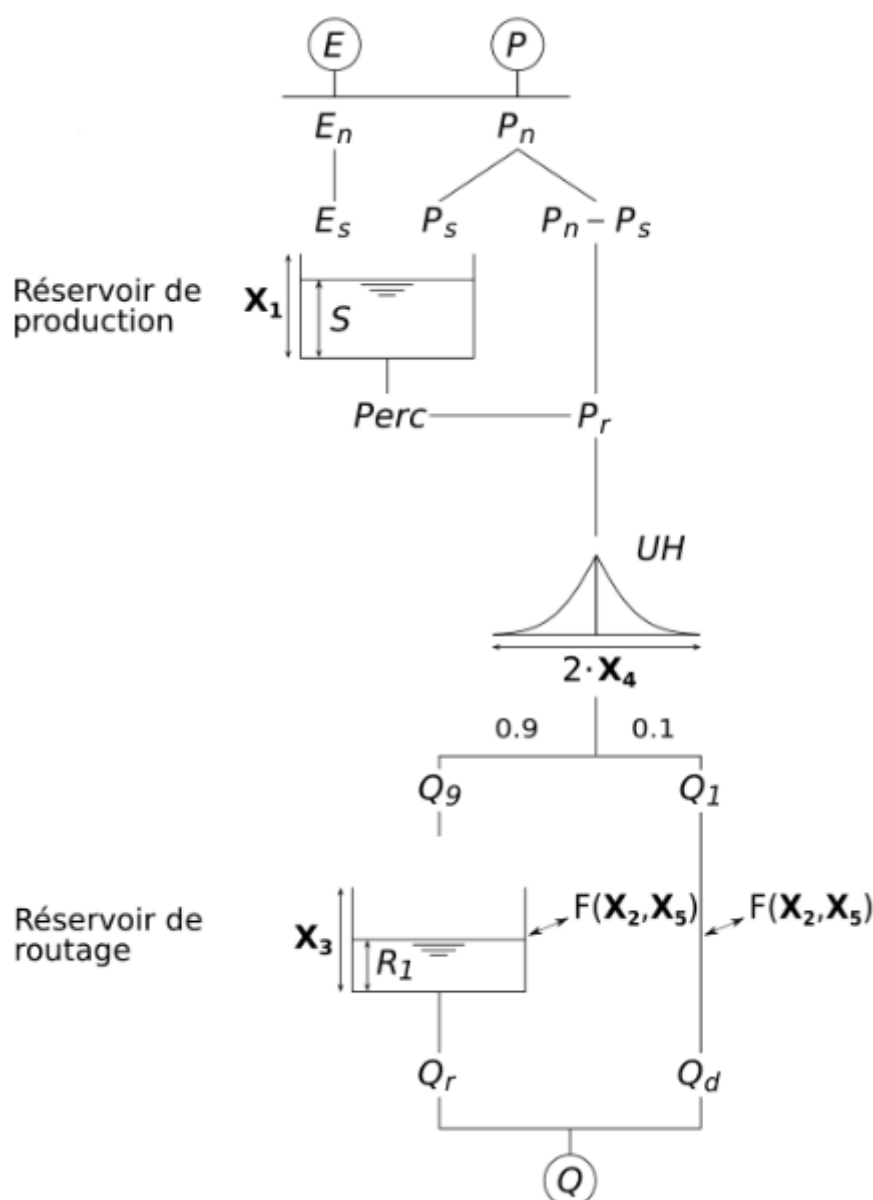 E P
Eₙ Pₙ
Eₛ Pₛ Pₙ – Pₛ
Réservoir de
production
X₁
S
Perc Pᵣ
UH
2·X₄
0.9 0.1
Q₉ Q₁
Réservoir de
routage
X₃
R₁
F(X₂,X₅) F(X₂,X₅)
Qᵣ Q_d
Q